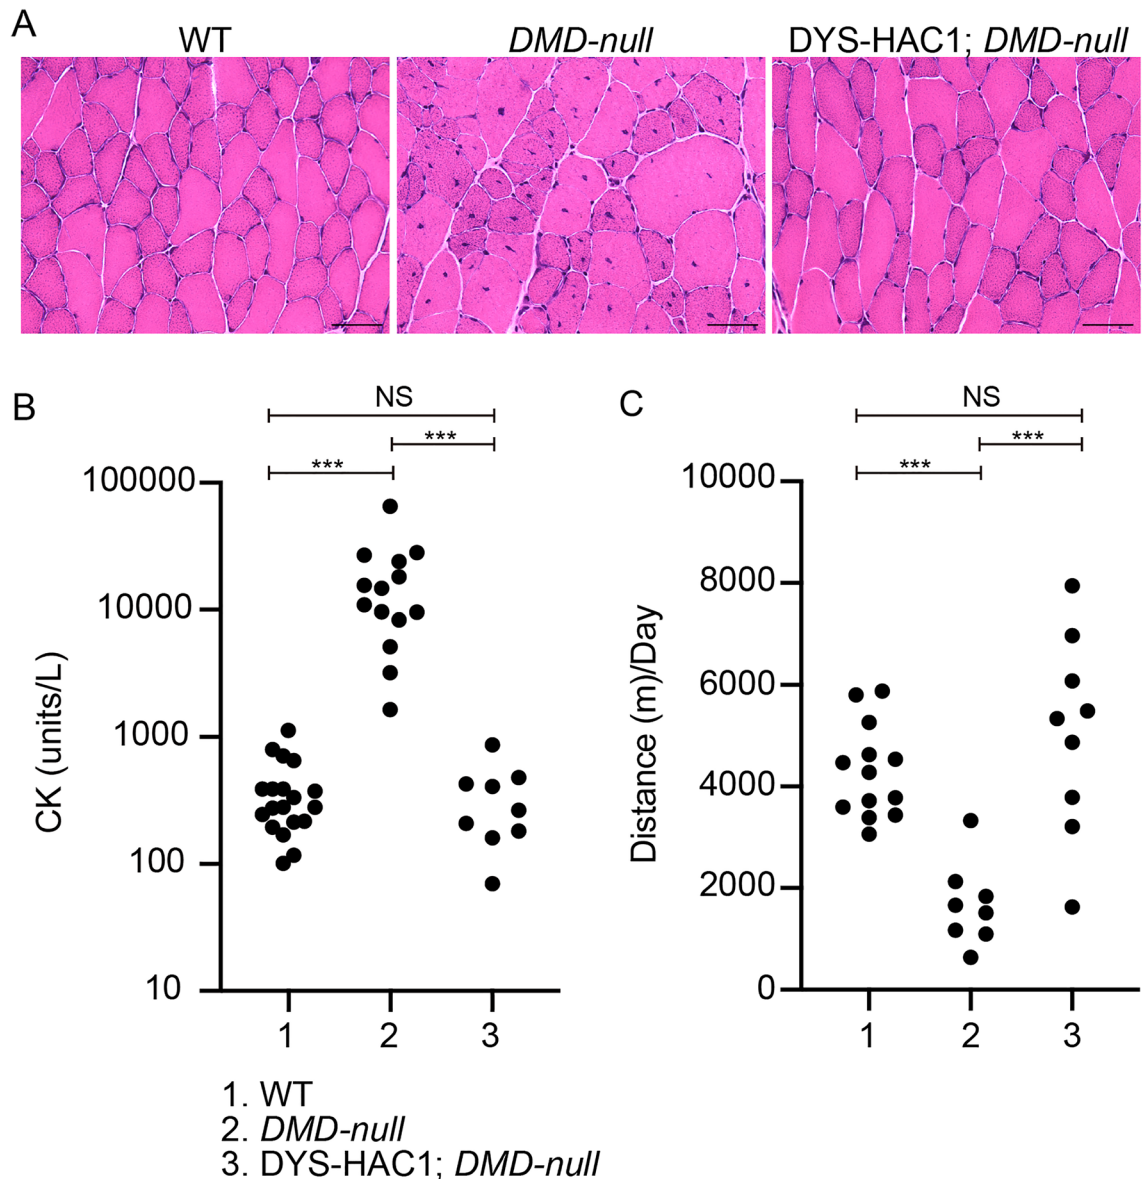 A
WT
DMD-null
DYS-HAC1; DMD-null
B
NS
***
***
100000
10000
1000
100
10
CK (units/L)
1 2 3
C
NS
***
***
10000
8000
6000
4000
2000
0
Distance (m)/Day
1 2 3
1. WT
2. DMD-null
3. DYS-HAC1; DMD-null